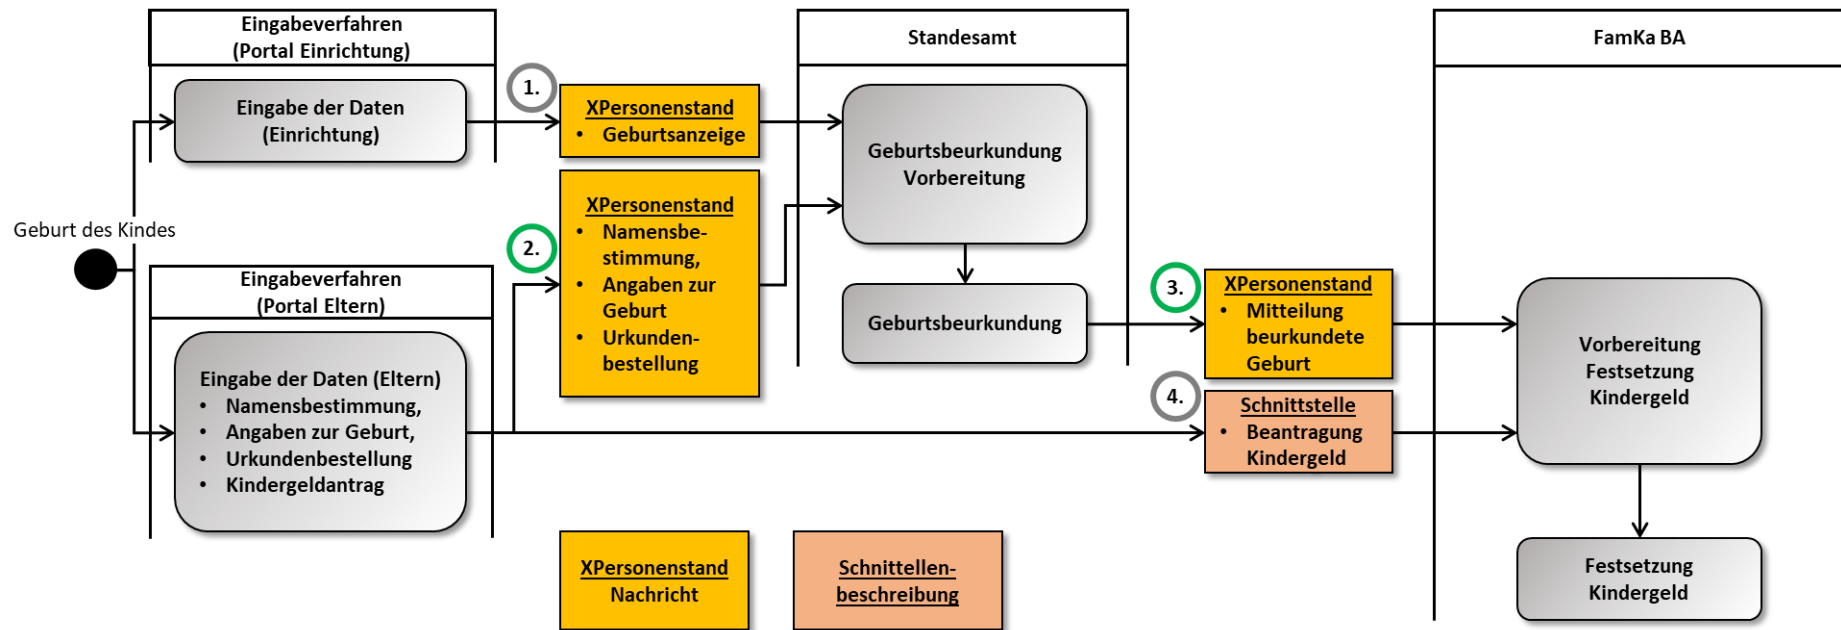 Eingabeverfahren
(Portal Einrichtung)
Eingabe der Daten
(Einrichtung)
1.
XPersonenstand
• Geburtsanzeige
Standesamt
Geburtsbeurkundung
Vorbereitung
Geburtsbeurkundung
FamKa BA
Geburt des Kindes
2.
XPersonenstand
• Namensbe-
stimmung,
• Angaben zur
Geburt
• Urkunden-
bestellung
Eingabeverfahren
(Portal Eltern)
Eingabe der Daten (Eltern)
• Namensbestimmung,
• Angaben zur Geburt,
• Urkundenbestellung
• Kindergeldantrag
3.
XPersonenstand
• Mitteilung
beurkundete
Geburt
4.
Schnittstelle
• Beantragung
Kindergeld
Vorbereitung
Festsetzung
Kindergeld
Festsetzung
Kindergeld
XPersonenstand
Nachricht
Schnittellen-
beschreibung